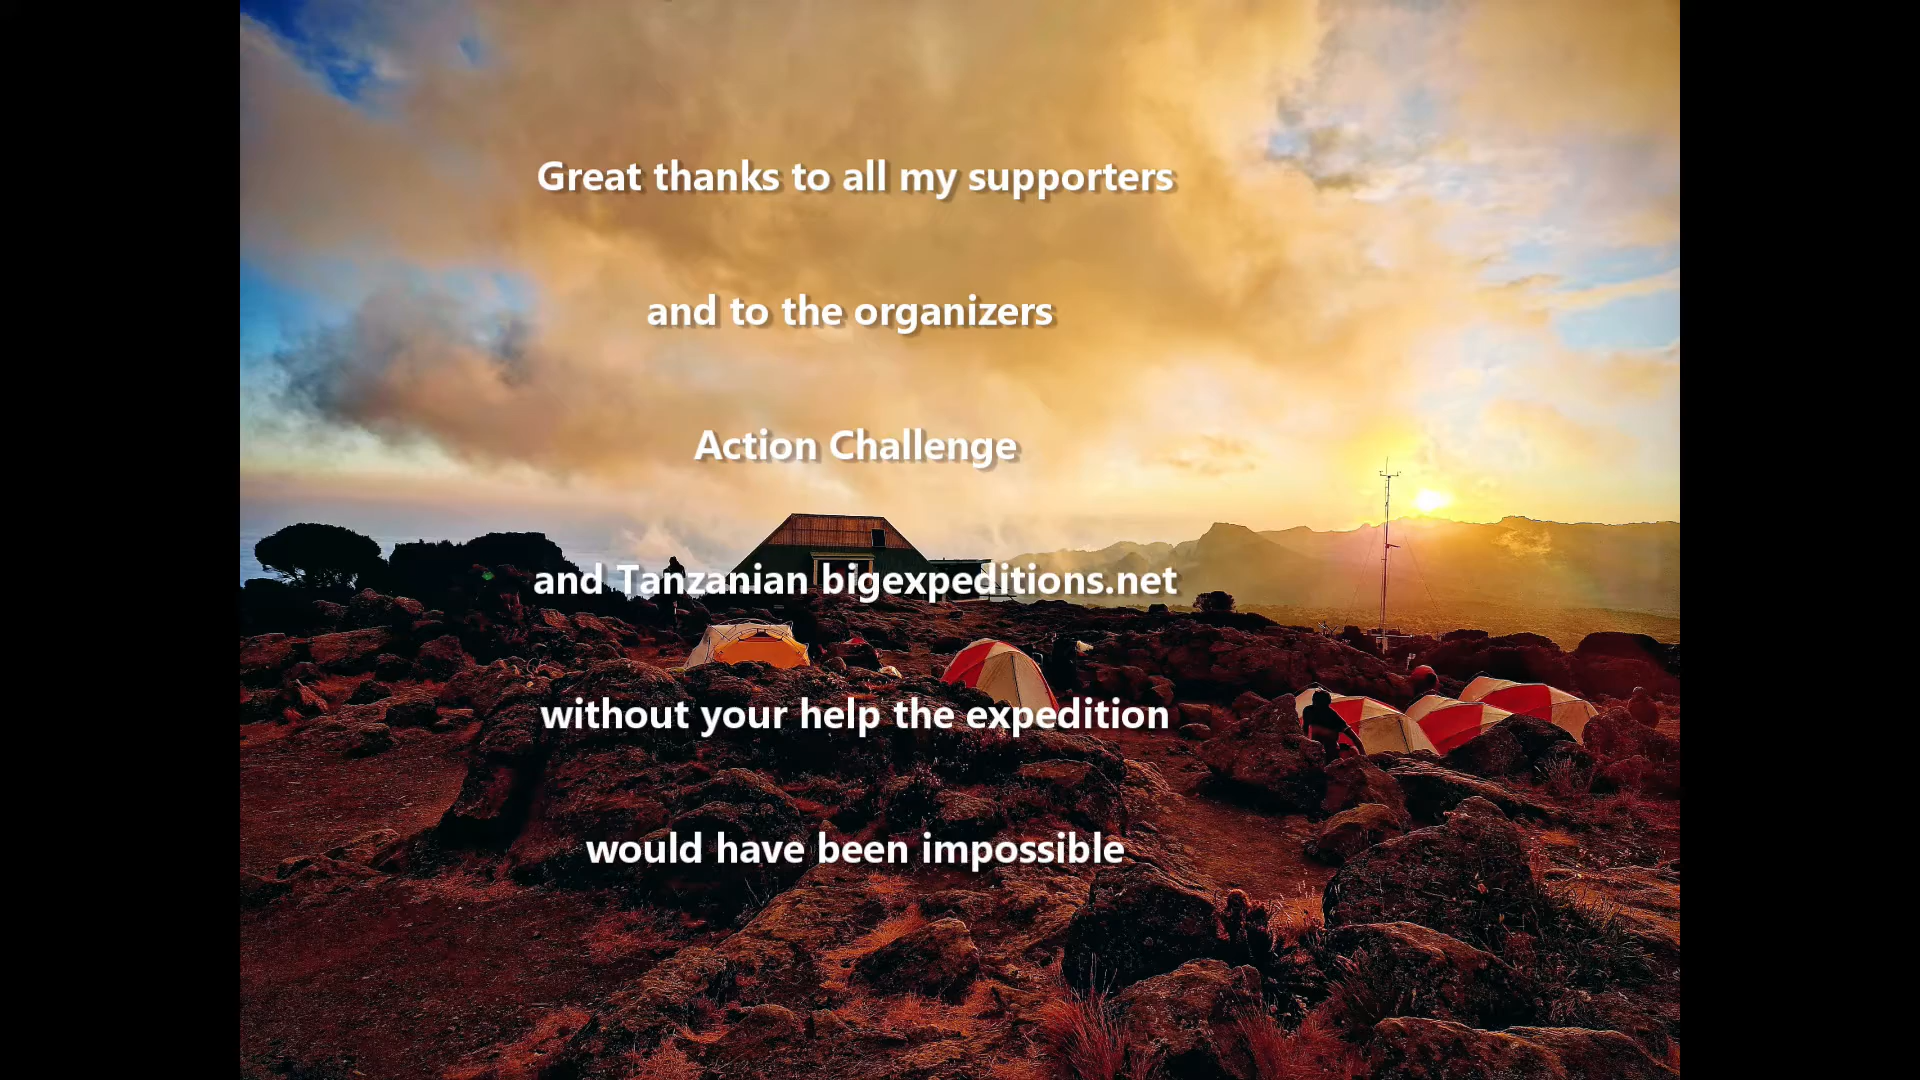 Great thanks to all my supporters
and to the organizers
Action Challenge
and Tanzanian bigexpeditions.net
without your help the expedition
would have been impossible